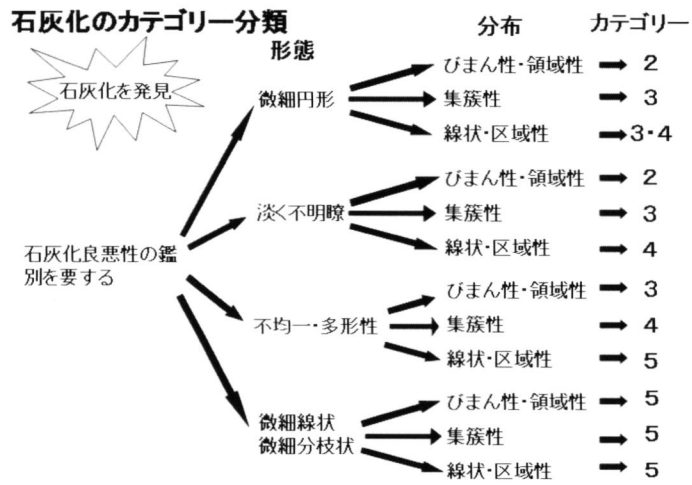 石灰化のカテゴリー分類
形態
分布
カテゴリー
石灰化を発見
石灰化良悪性の鑑
別を要する
微細円形
びまん性・領域性 2
集簇性 3
線状・区域性 3・4
淡く不明瞭
びまん性・領域性 2
集簇性 3
線状・区域性 4
不均一・多形性
びまん性・領域性 3
集簇性 4
線状・区域性 5
微細線状
微細分枝状
びまん性・領域性 5
集簇性 5
線状・区域性 5